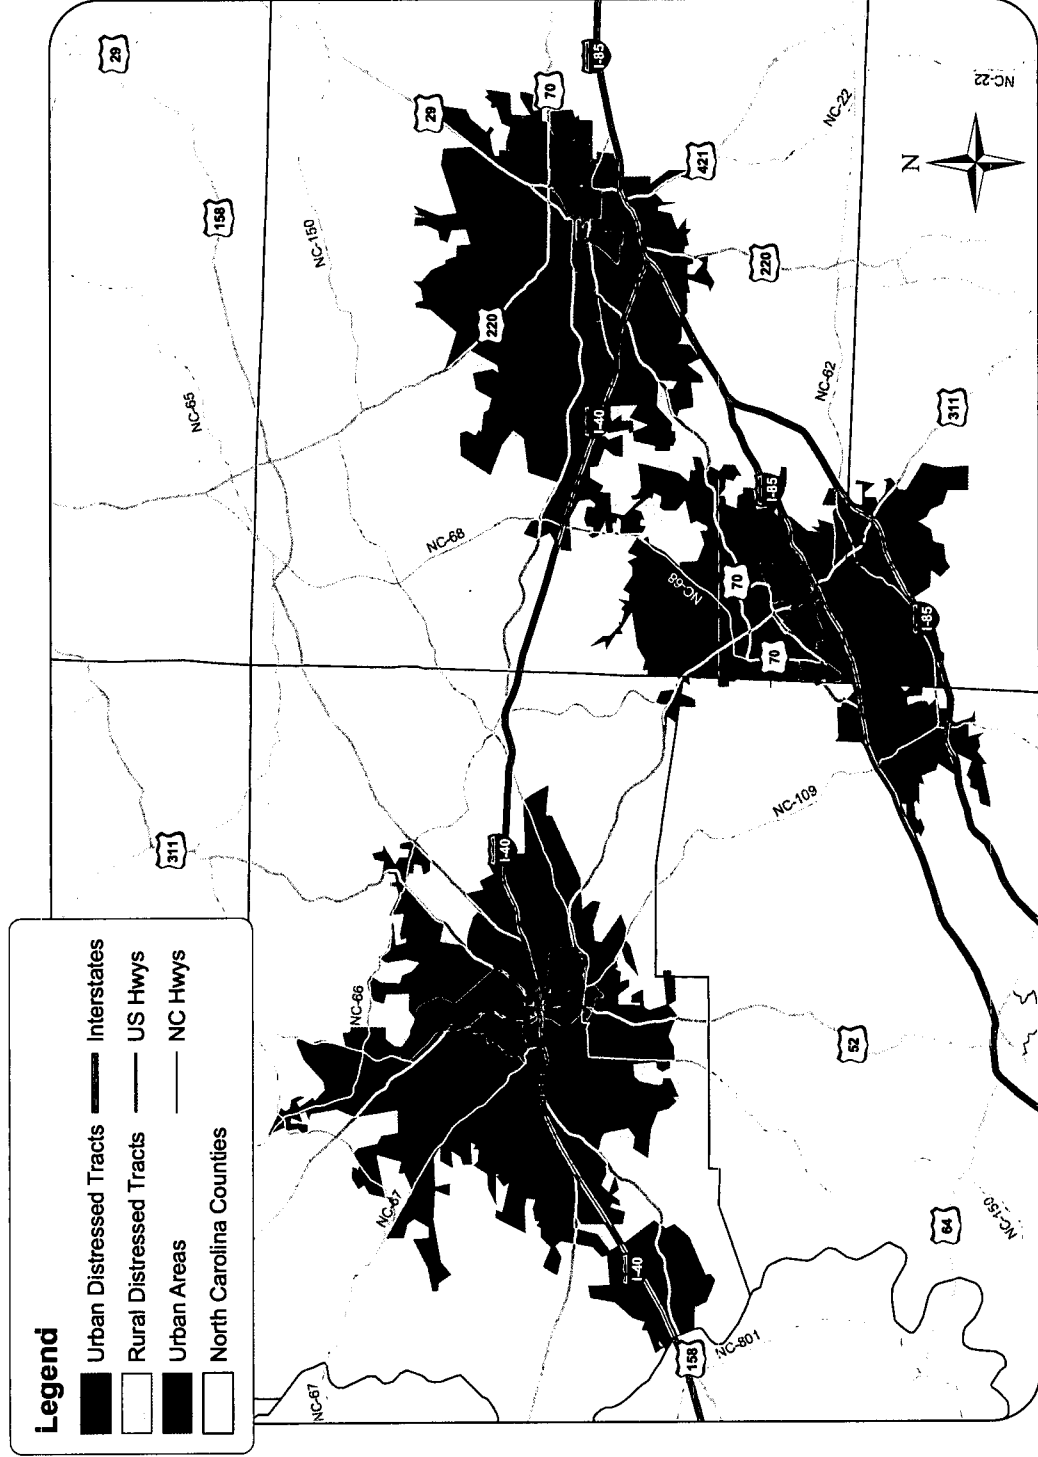 Legend
Urban Distressed Tracts
Interstates
Rural Distressed Tracts
US Hwys
Urban Areas
NC Hwys
North Carolina Counties
29
311
NC-65
158
NC-67
NC-150
NC-66
NC-67
29
NC-68
220
I-40
70
I-85
I-40
I-40
NC-68
158
421
70
NC-801
220
I-85
70
NC-109
NC-62
NC-22
52
N
I-85
64
311
NC-22
NC-150